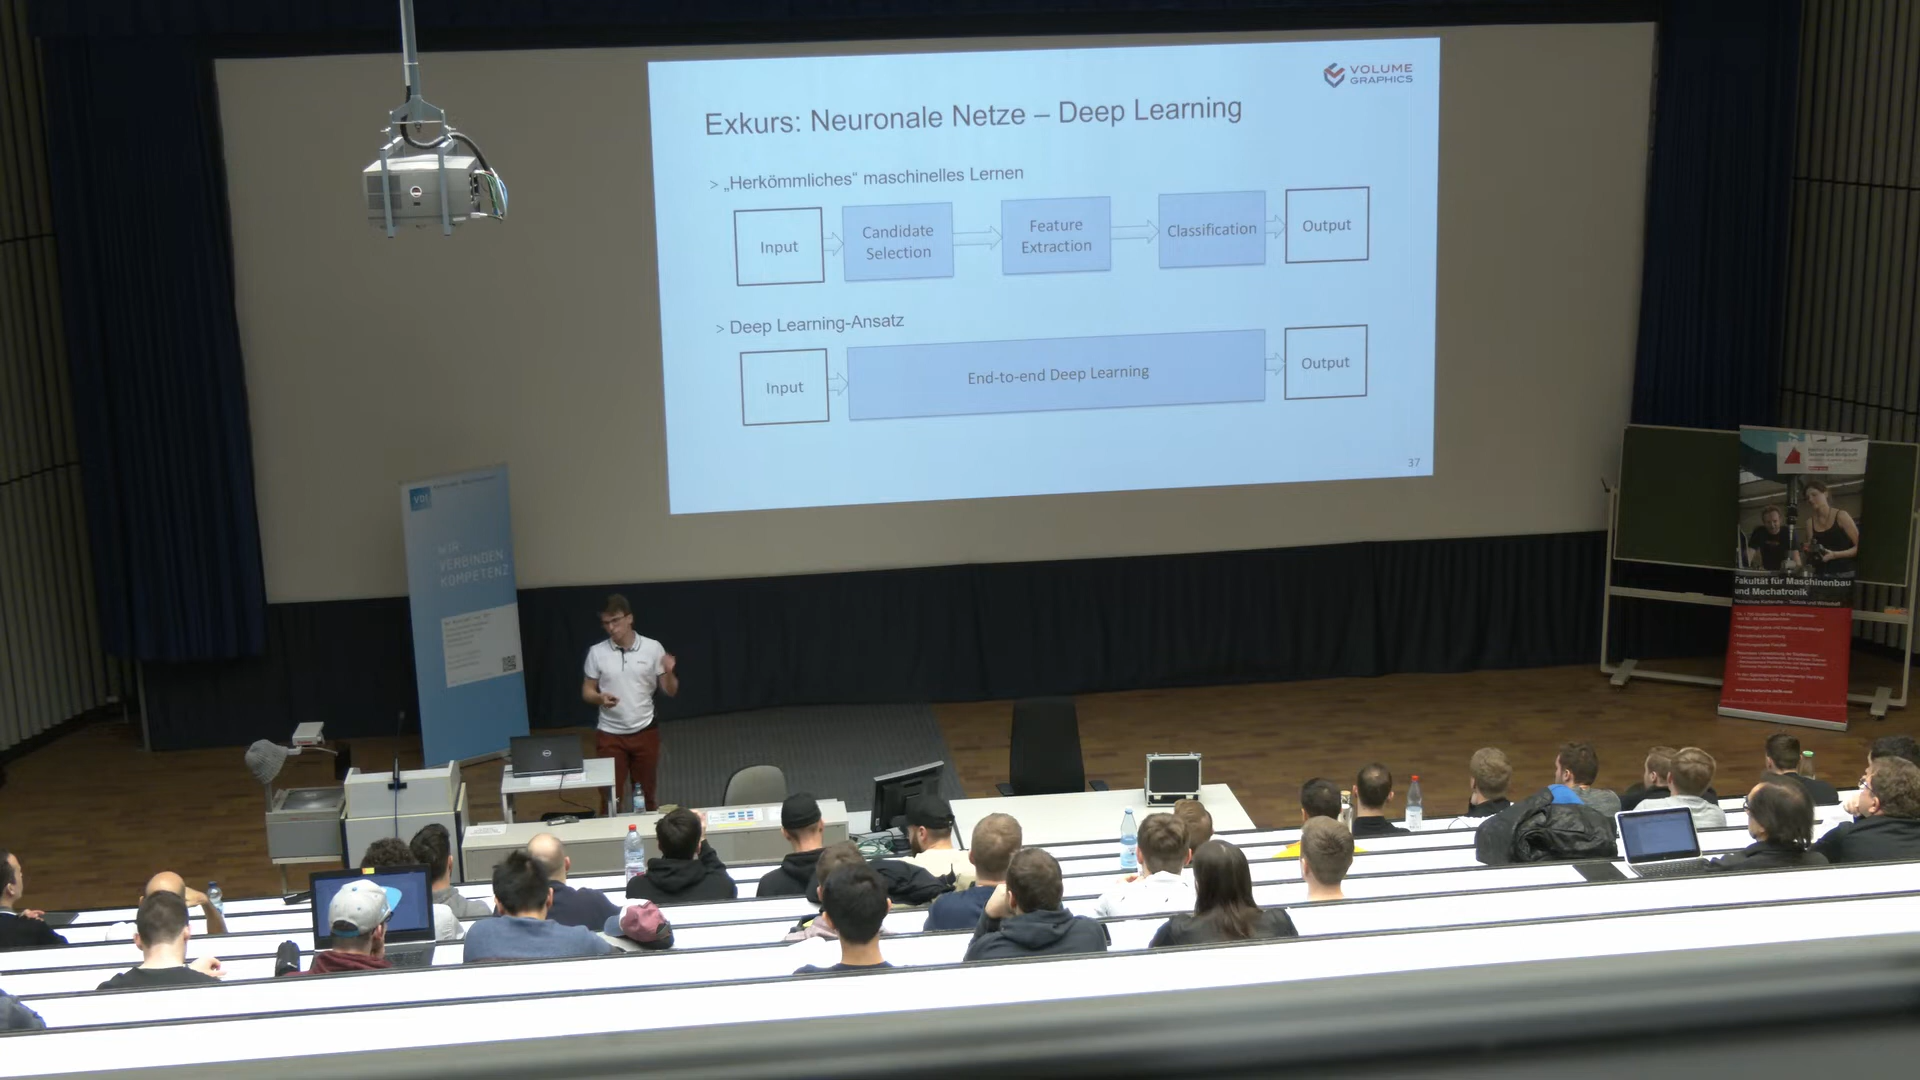 VOLUME
GRAPHICS
Exkurs: Neuronale Netze – Deep Learning
> „Herkömmliches“ maschinelles Lernen
Input
Candidate
Selection
Feature
Extraction
Classification
Output
> Deep Learning-Ansatz
Input
End-to-end Deep Learning
Output
37
WIR
VERBINDEN
KOMPETENZ
Fakultät für Maschinenbau
und Mechatronik